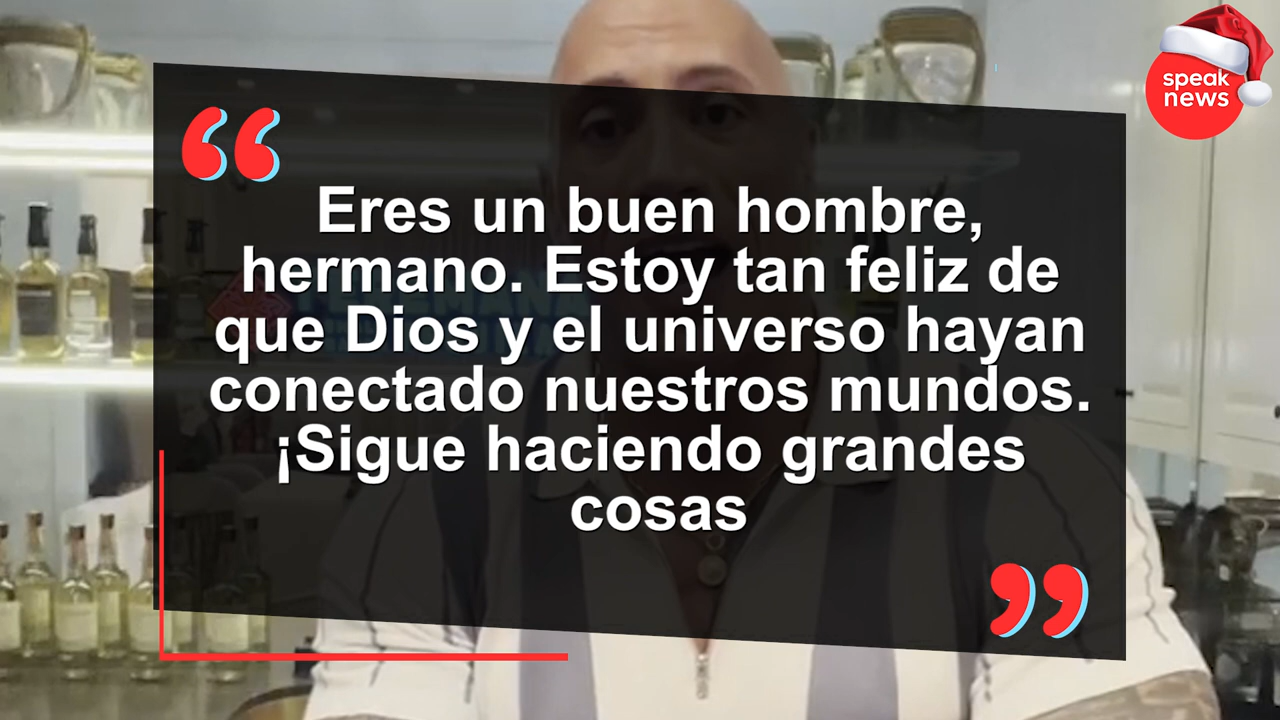 speak
news
Eres un buen hombre,
hermano. Estoy tan feliz de
que Dios y el universo hayan
conectado nuestros mundos.
¡Sigue haciendo grandes
cosas